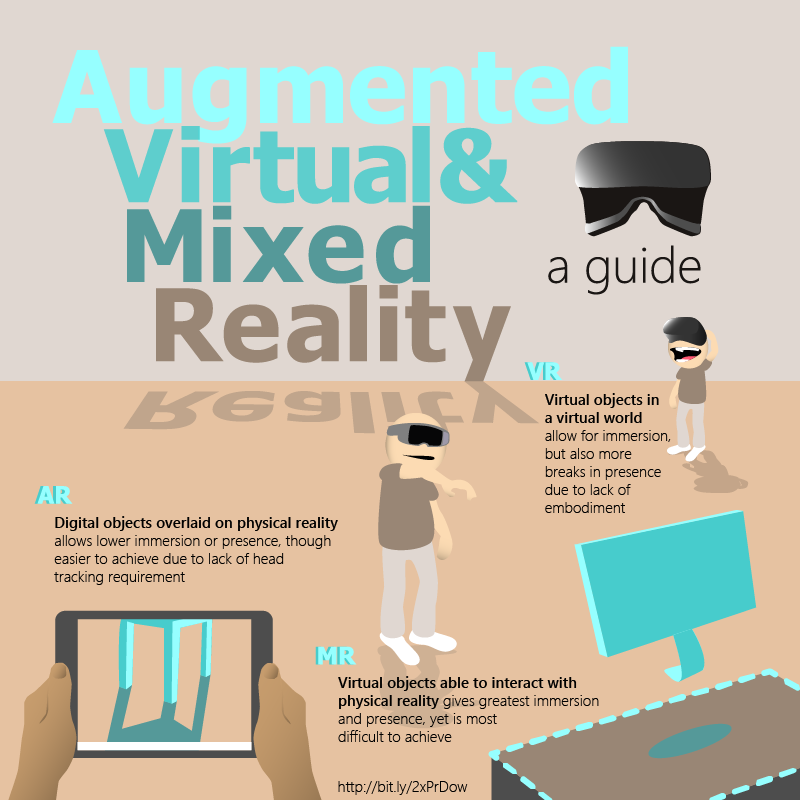 Augmented
Virtual&
Mixed
Reality
Reality
a guide
VR
Virtual objects in
a virtual world
allow for immersion,
but also more
breaks in presence
due to lack of
embodiment
AR
Digital objects overlaid on physical reality
allows lower immersion or presence, though
easier to achieve due to lack of head
tracking requirement
MR
Virtual objects able to interact with
physical reality gives greatest immersion
and presence, yet is most
difficult to achieve
http://bit.ly/2xPrDow